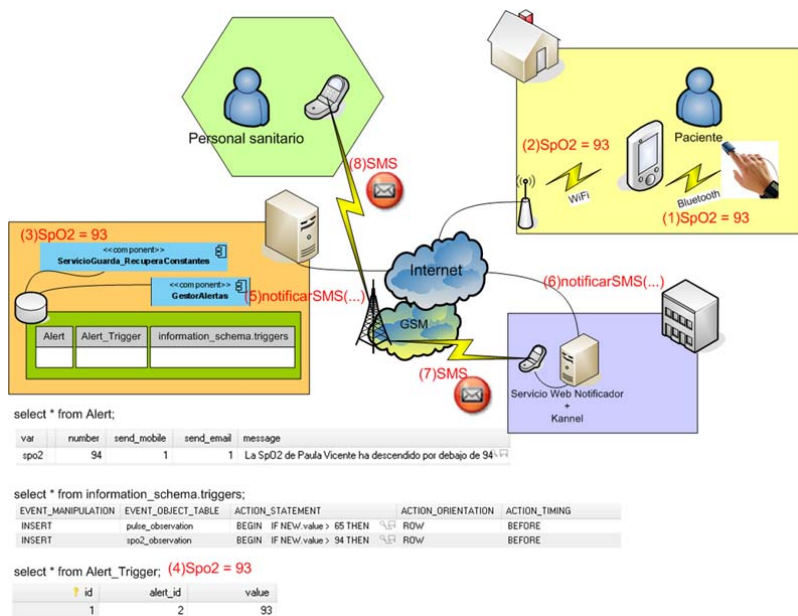 Personal sanitario
(8)SMS
Paciente
(2)SpO2 = 93
WiFi
Bluetooth
(1)SpO2 = 93
(3)SpO2 = 93
<<component>>
ServicioGuarda_RecuperaConstantes
<<component>>
GestorAlertas
(5)notificarSMS(...)
Internet
GSM
(6)notificarSMS(...)
Alert Alert_Trigger information_schema.triggers
(7)SMS
Servicio Web Notificador
+
Kannel
select * from Alert;
var number send_mobile send_email message
spo2 94 1 1 La SpO2 de Paula Vicente ha descendido por debajo de 94
select * from information_schema.triggers;
EVENT_MANIPULATION EVENT_OBJECT_TABLE ACTION_STATEMENT ACTION_ORIENTATION ACTION_TIMING
INSERT pulse_observation BEGIN IF NEW.value > 65 THEN ROW BEFORE
INSERT spo2_observation BEGIN IF NEW.value > 94 THEN ROW BEFORE
select * from Alert_Trigger; (4)Spo2 = 93
id alert_id value
1 2 93